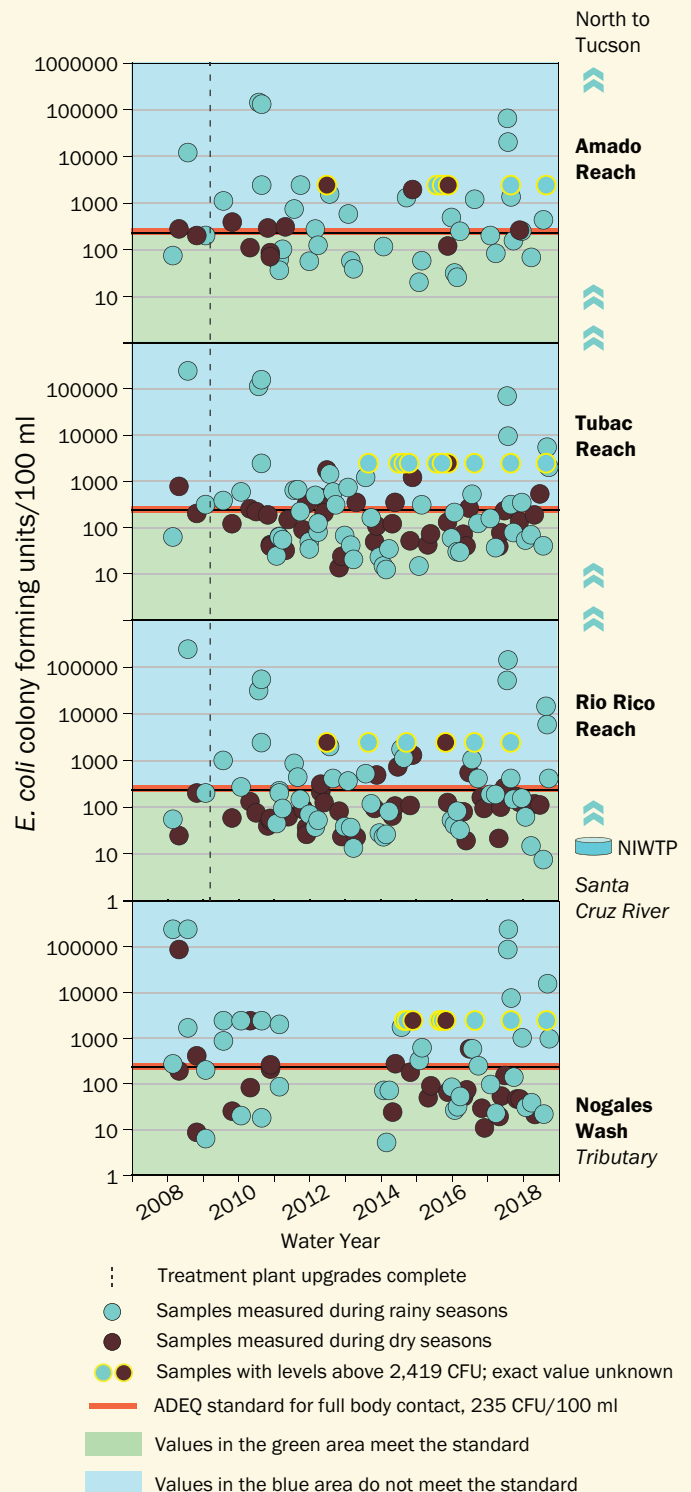 North to
Tucson
E. coli colony forming units/100 ml
1000000
100000
10000
1000
100
10
Amado
Reach
100000
10000
1000
100
10
Tubac
Reach
100000
10000
1000
100
10
1
Rio Rico
Reach
NIWTP
Santa
Cruz River
100000
10000
1000
100
10
1
Nogales
Wash
Tributary
2008
2010
2012
2014
2016
2018
Water Year
Treatment plant upgrades complete
Samples measured during rainy seasons
Samples measured during dry seasons
Samples with levels above 2,419 CFU; exact value unknown
ADEQ standard for full body contact, 235 CFU/100 ml
Values in the green area meet the standard
Values in the blue area do not meet the standard